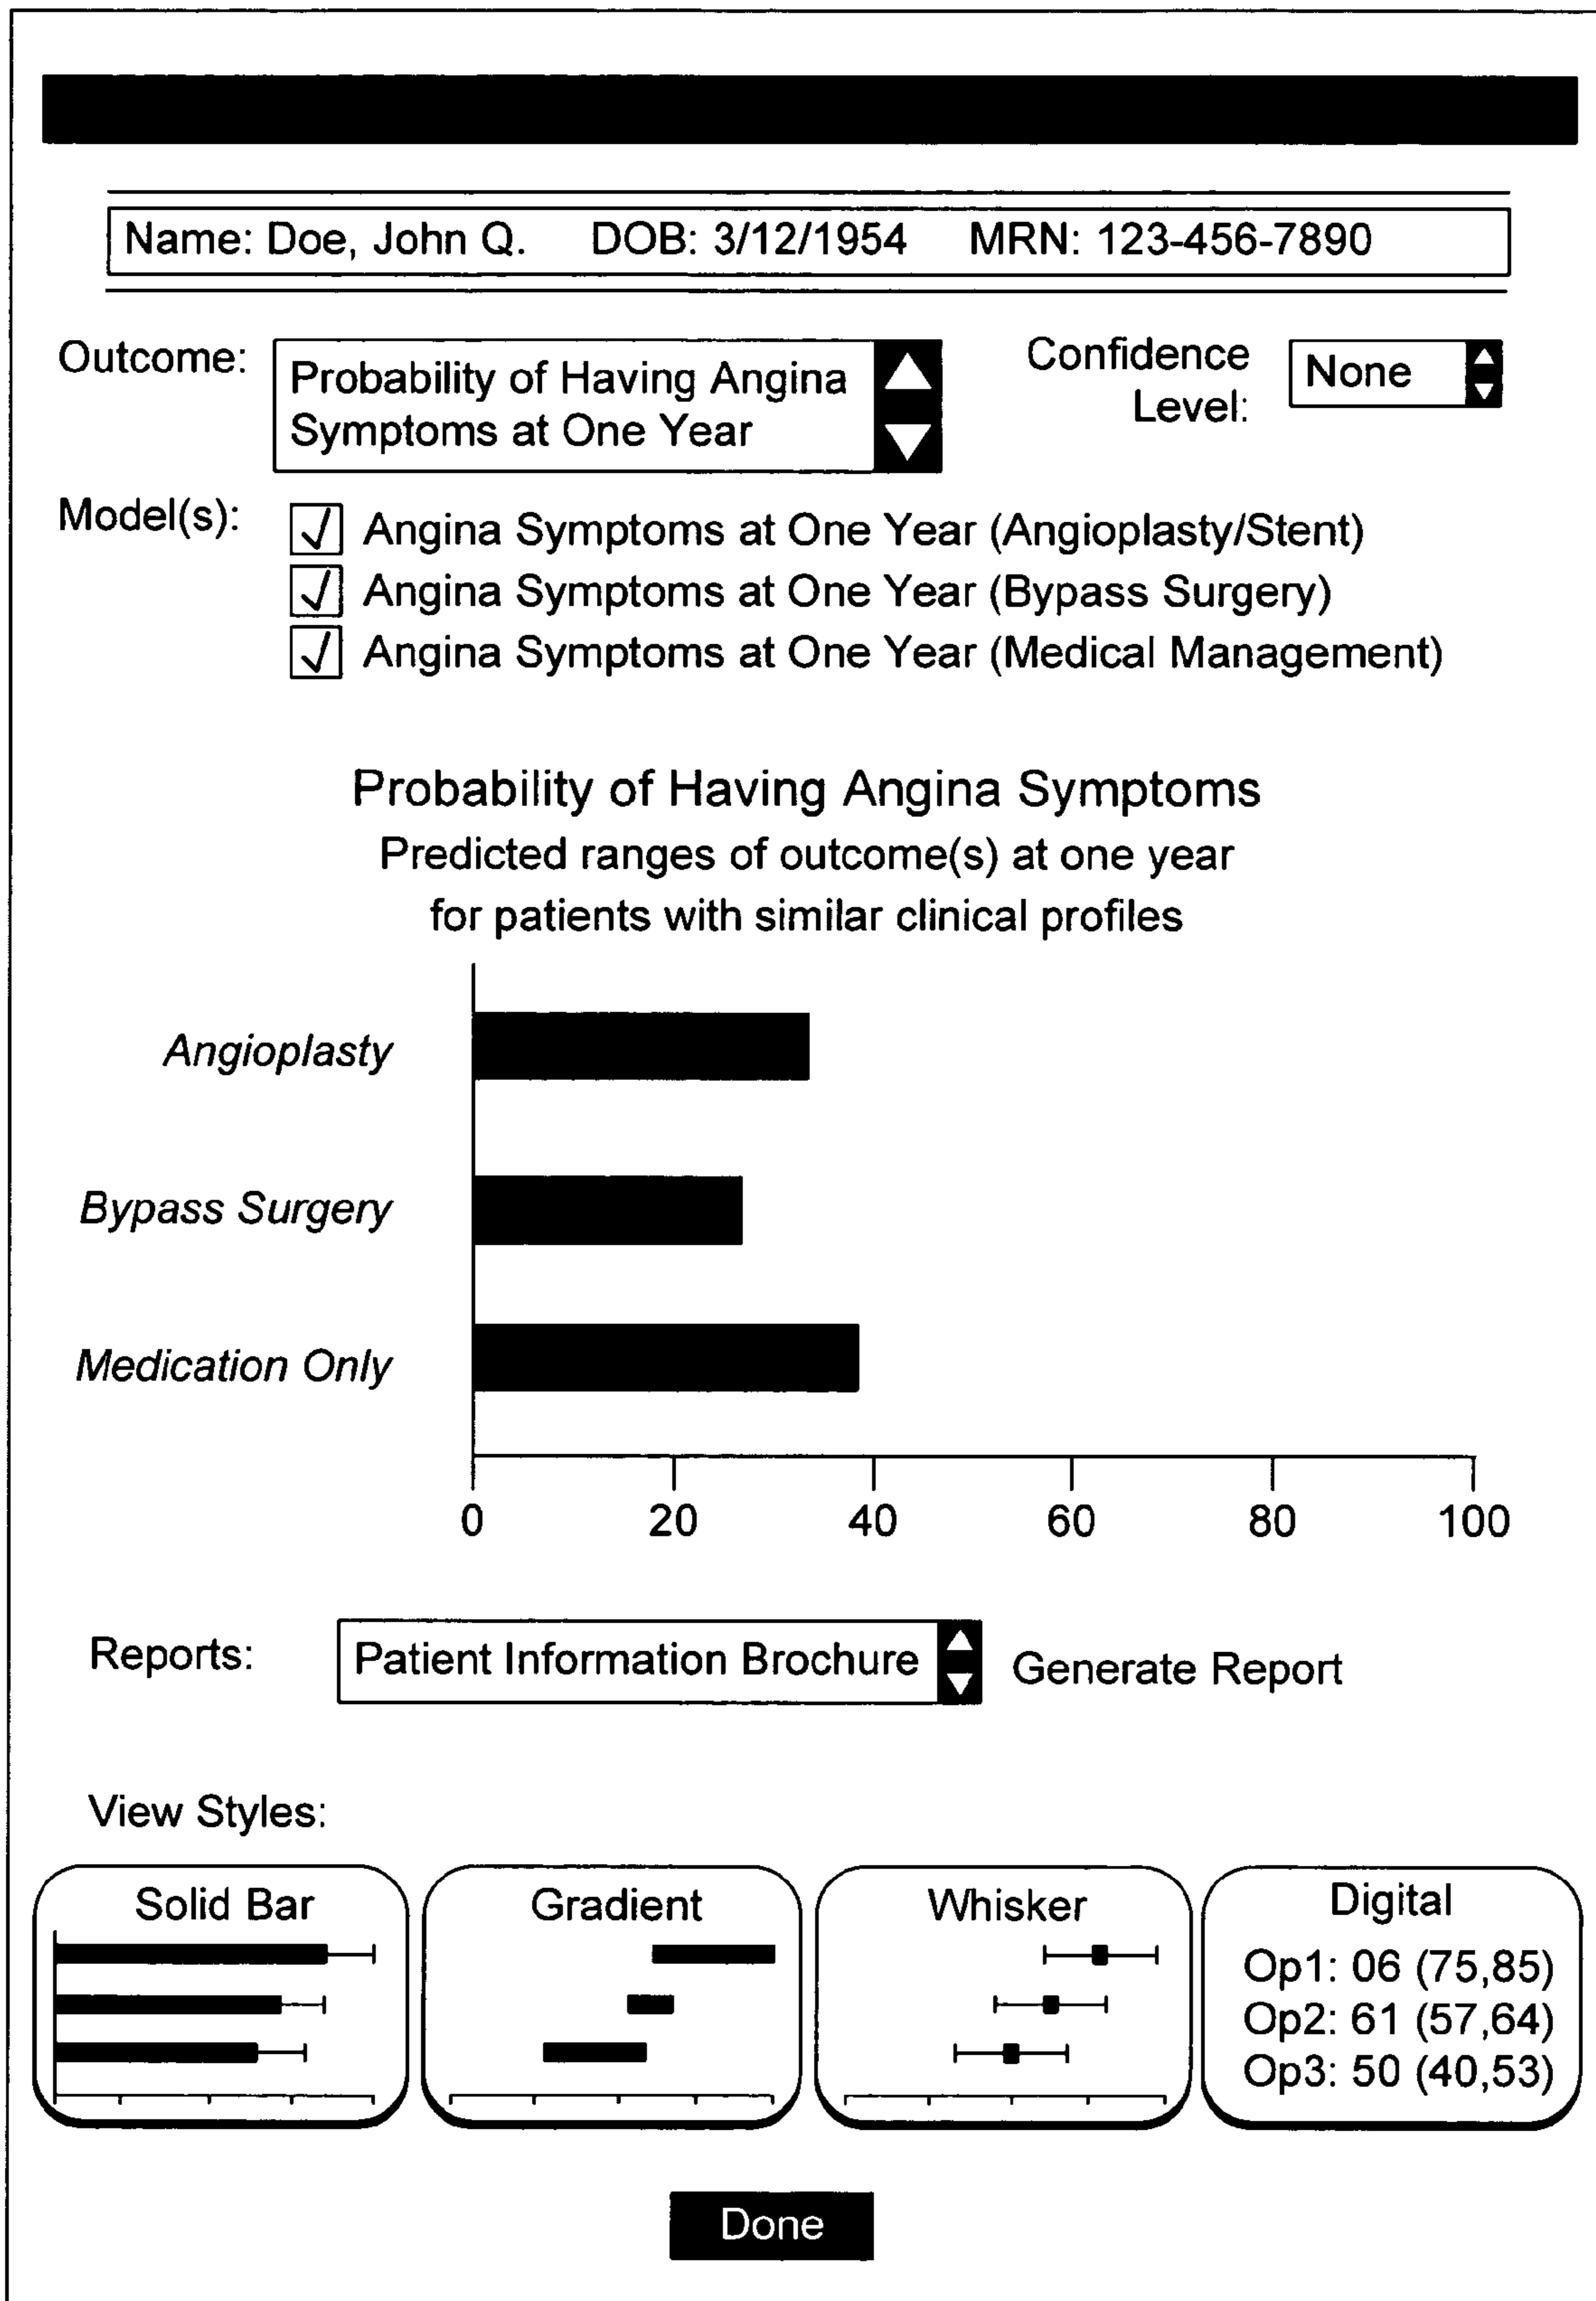 Name: Doe, John Q. DOB: 3/12/1954 MRN: 123-456-7890
Outcome:
Probability of Having Angina
Symptoms at One Year
Confidence
Level:
None
Model(s):
Angina Symptoms at One Year (Angioplasty/Stent)
Angina Symptoms at One Year (Bypass Surgery)
Angina Symptoms at One Year (Medical Management)
Probability of Having Angina Symptoms
Predicted ranges of outcome(s) at one year
for patients with similar clinical profiles
Angioplasty
Bypass Surgery
Medication Only
0 20 40 60 80 100
Reports:
Patient Information Brochure
Generate Report
View Styles:
Solid Bar
Gradient
Whisker
Digital
Op1: 06 (75,85)
Op2: 61 (57,64)
Op3: 50 (40,53)
Done